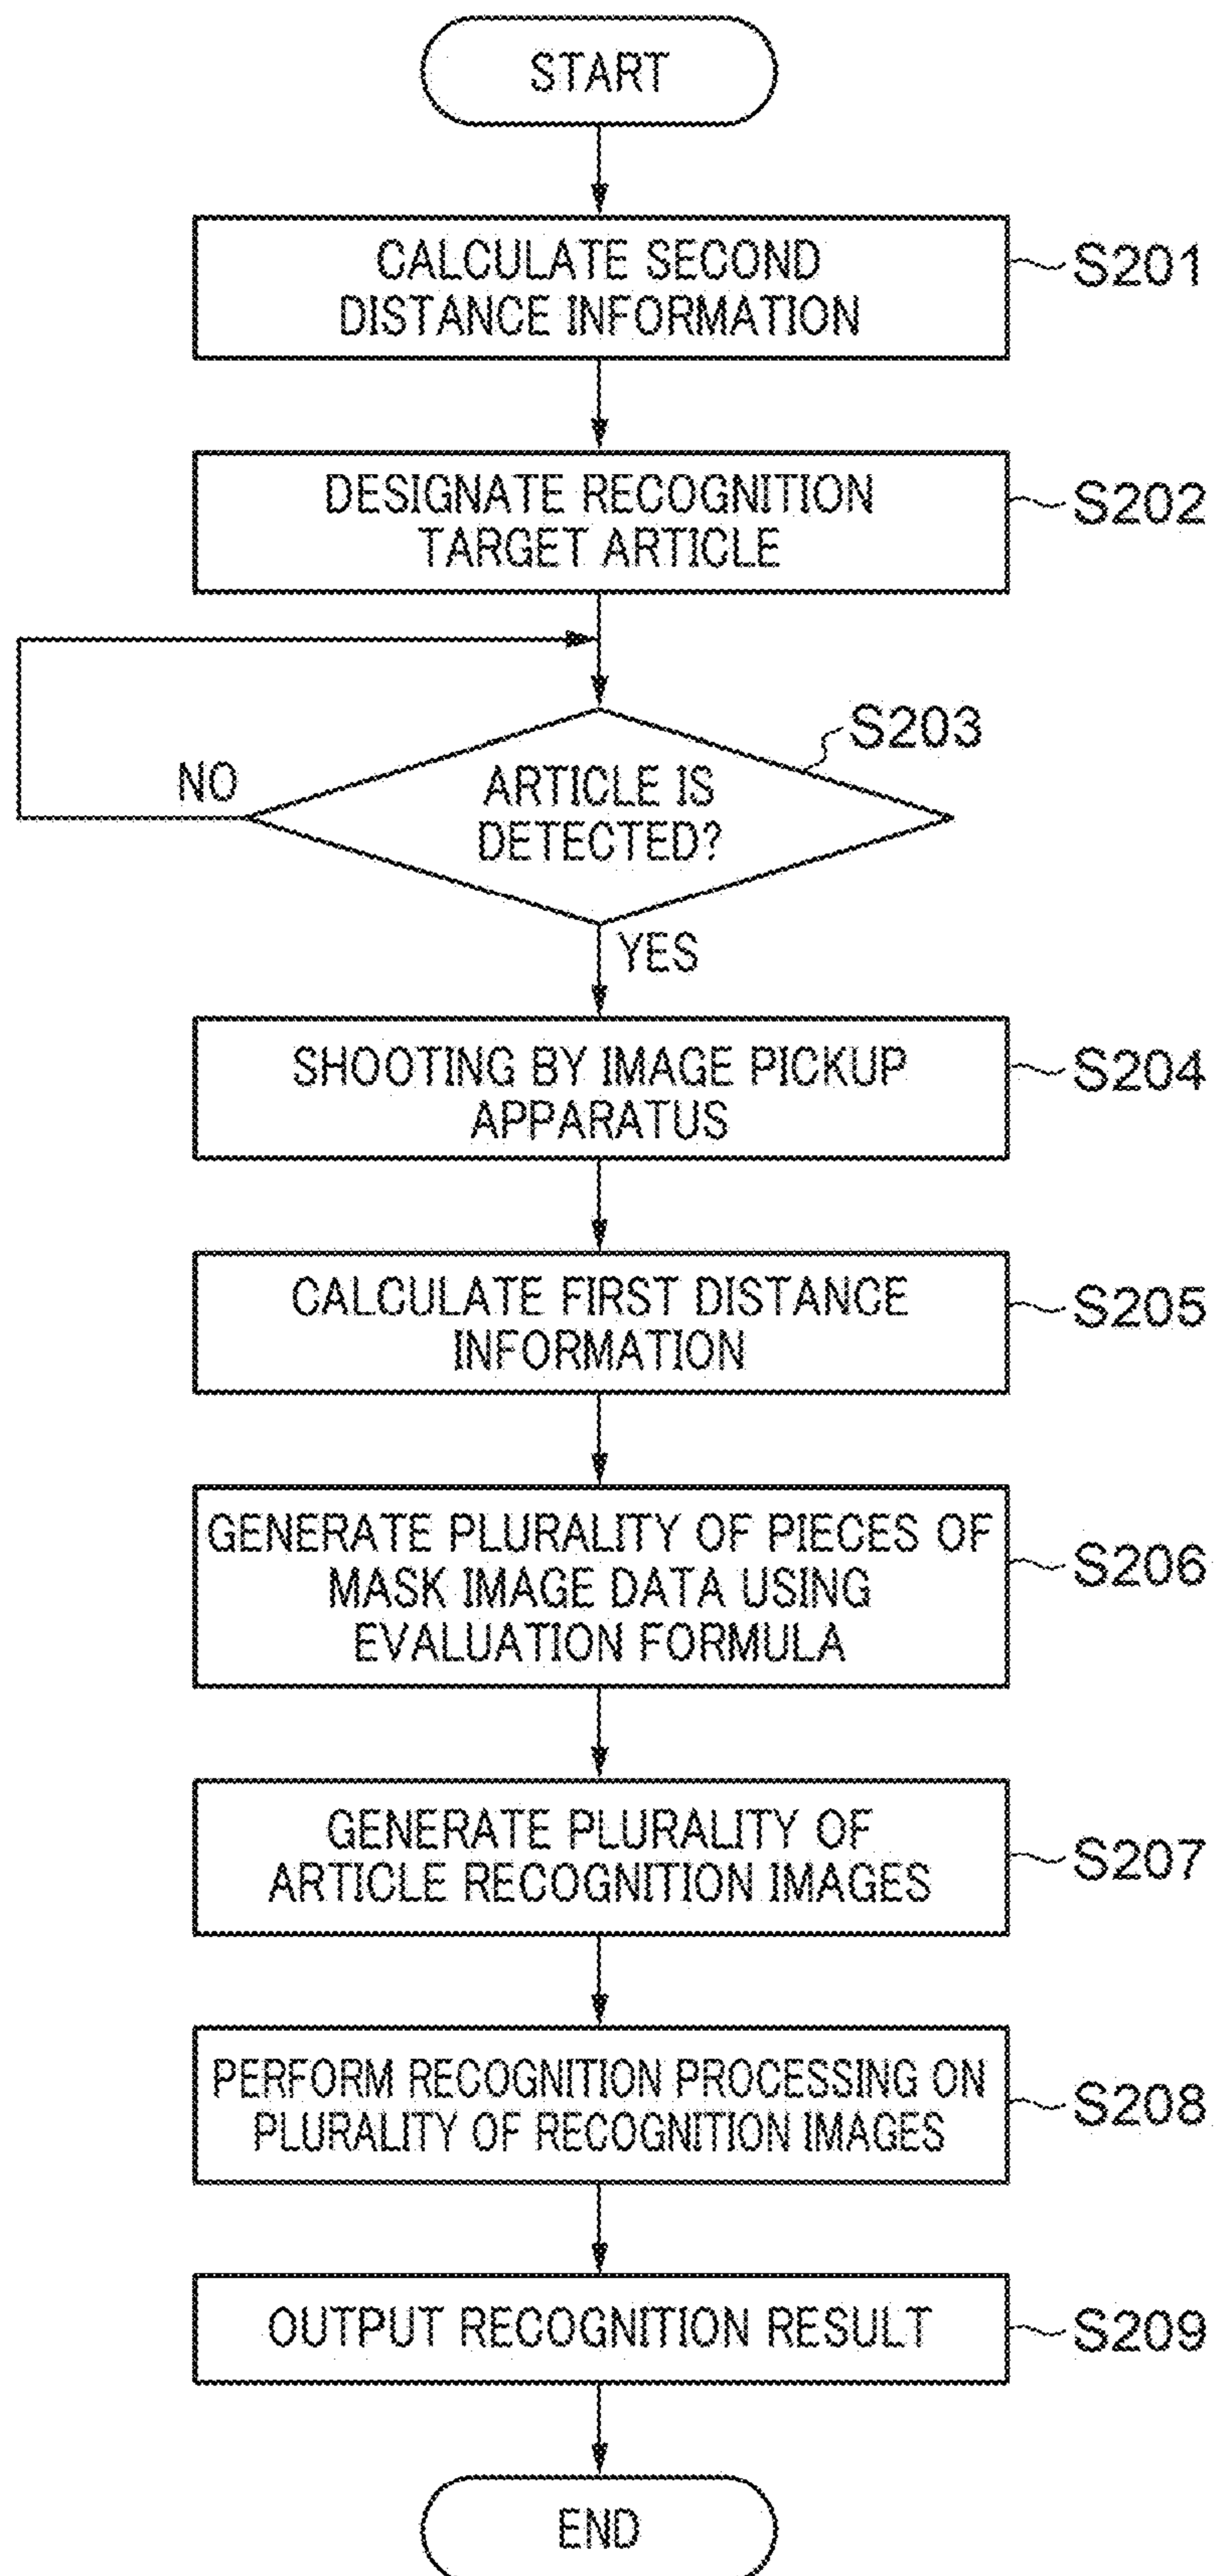 START
CALCULATE SECOND
DISTANCE INFORMATION
S201
DESIGNATE RECOGNITION
TARGET ARTICLE
S202
S203
NO
ARTICLE IS
DETECTED?
YES
SHOOTING BY IMAGE PICKUP
APPARATUS
S204
CALCULATE FIRST DISTANCE
INFORMATION
S205
GENERATE PLURALITY OF PIECES OF
MASK IMAGE DATA USING
EVALUATION FORMULA
S206
GENERATE PLURALITY OF
ARTICLE RECOGNITION IMAGES
S207
PERFORM RECOGNITION PROCESSING ON
PLURALITY OF RECOGNITION IMAGES
S208
OUTPUT RECOGNITION RESULT
S209
END